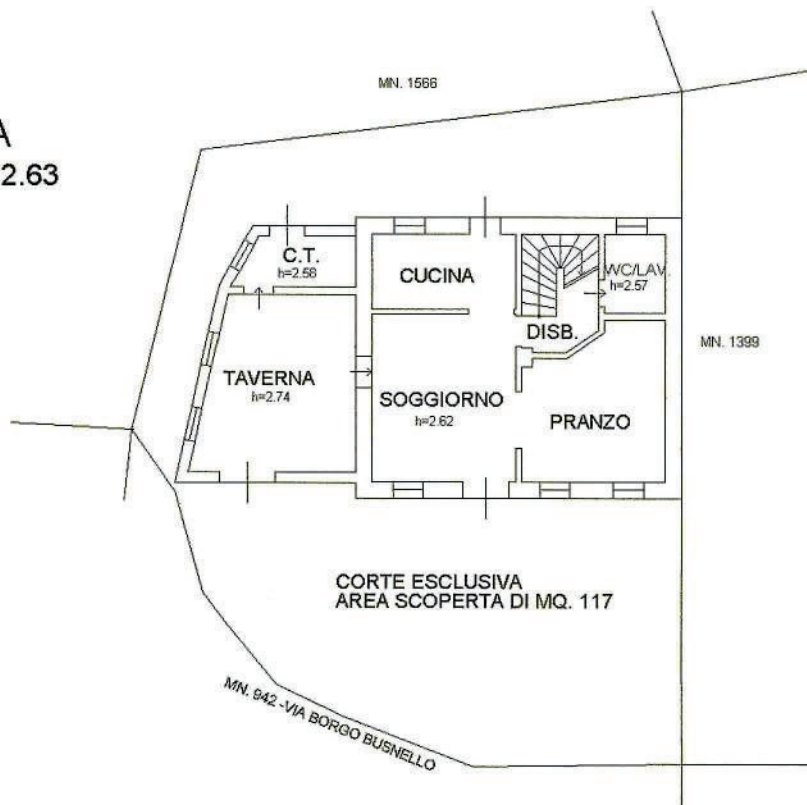 MN. 1566
A
2.63
C.T.
h=2.58
CUCINA
WC/LAV.
h=2.57
DISB.
MN. 1399
TAVERNA
h=2.74
SOGGIORNO
h=2.62
PRANZO
CORTE ESCLUSIVA
AREA SCOPERTA DI MQ. 117
MN. 942 -VIA BORGO BUSNELLO